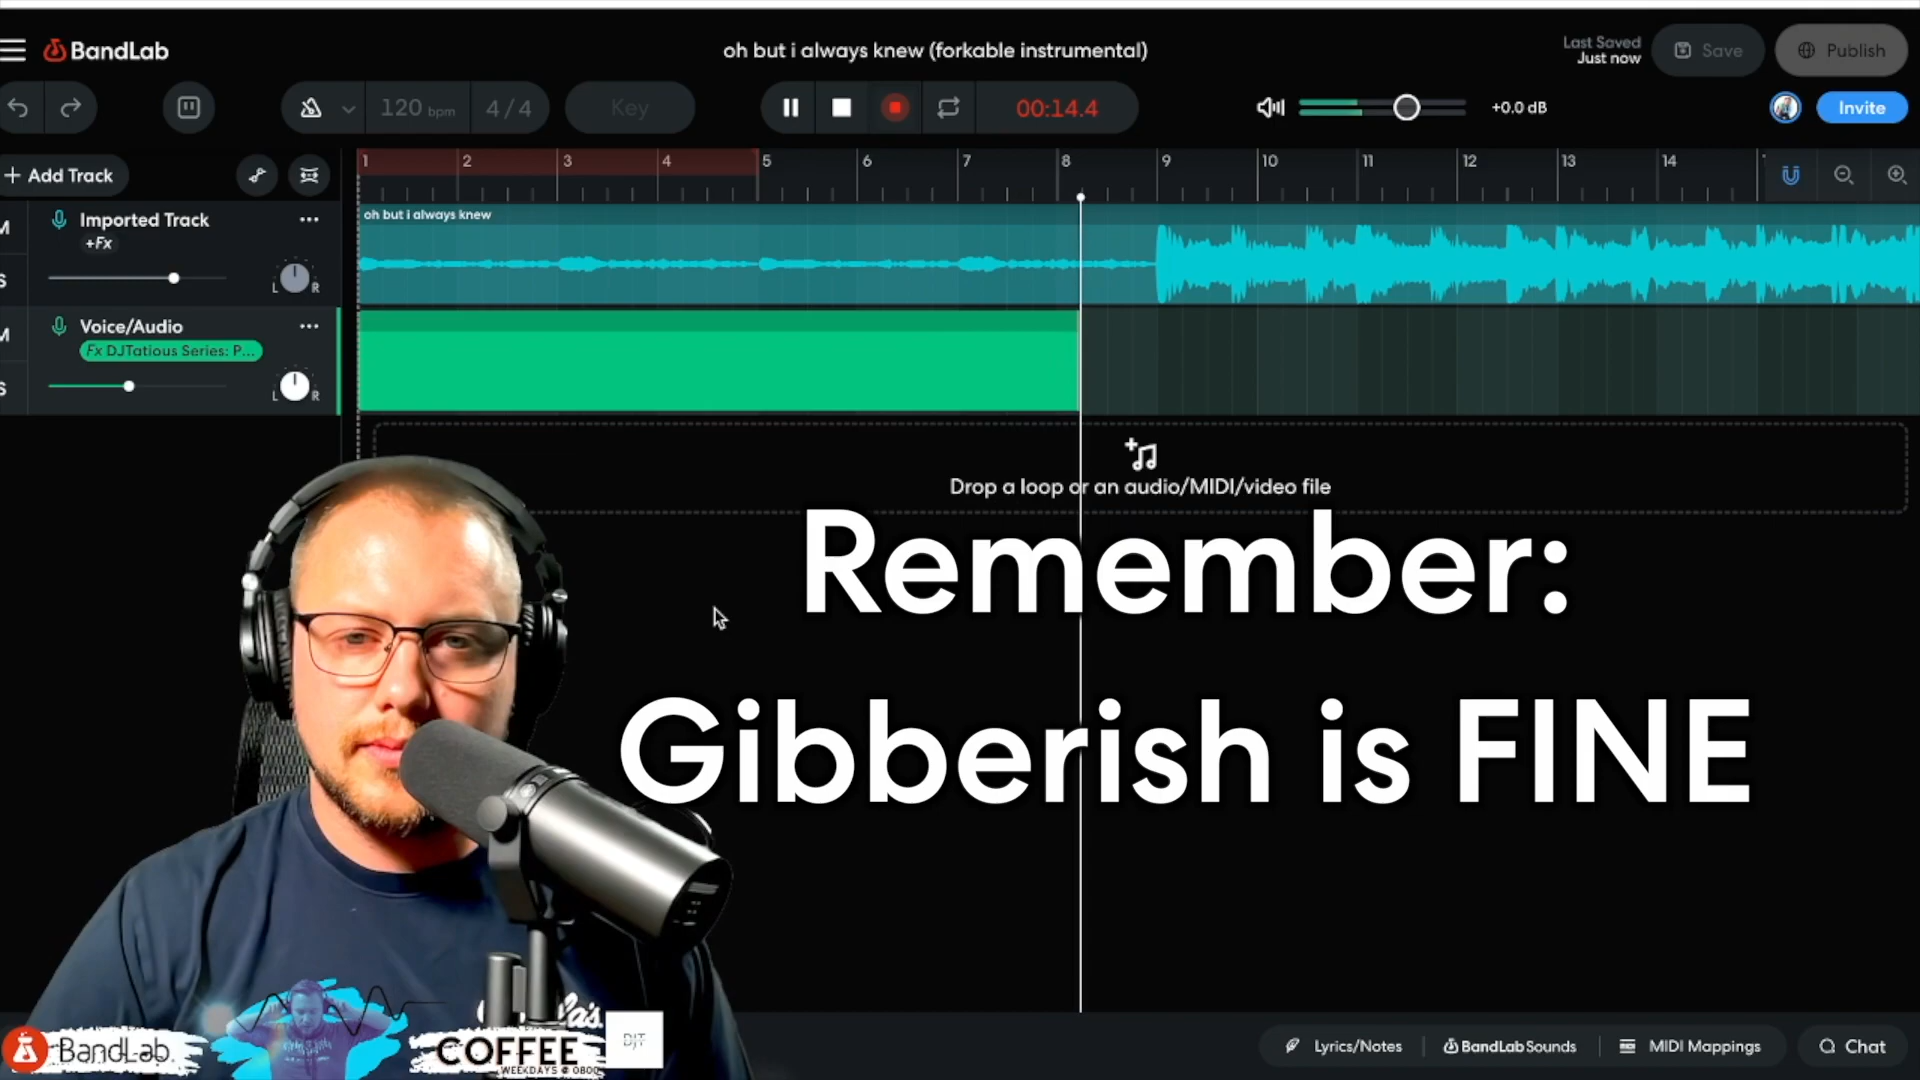 BandLab
oh but i always knew (forkable instrumental)
Last Saved
Just now
Save
Publish
120 bpm
4 / 4
Key
00:14.4
+0.0 dB
Invite
+ Add Track
1 2 3 4 5 6 7 8 9 10 11 12 13 14
M
Imported Track
+Fx
S
L R
oh but i always knew
M
Voice/Audio
Fx DJTatious Series: P...
S
L R
Drop a loop or an audio/MIDI/video file
Remember:
Gibberish is FINE
BandLab
COFFEE
WEEKDAYS @ 0800
DJT
Lyrics/Notes
BandLab Sounds
MIDI Mappings
Chat